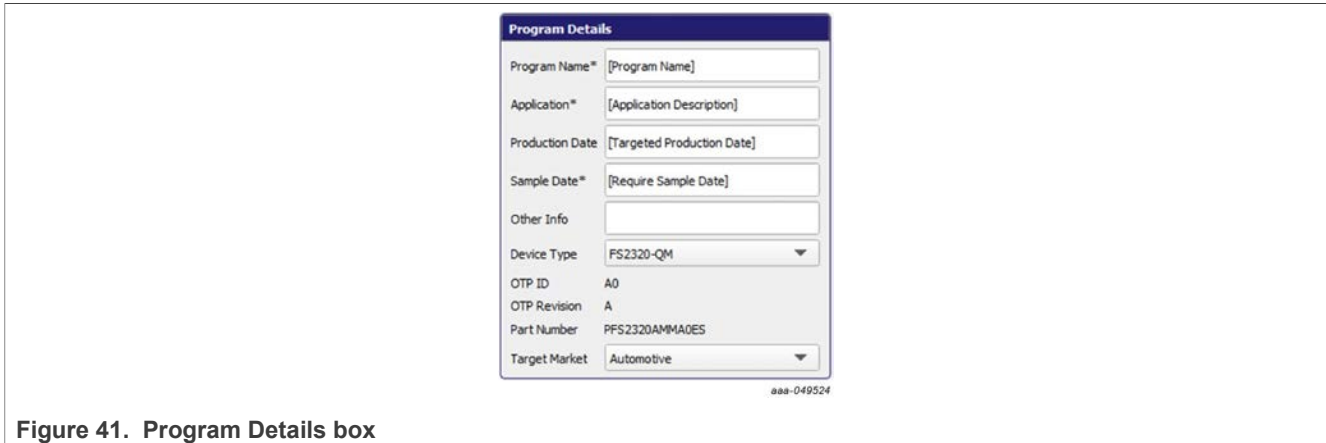 Program Details
Program Name* [Program Name]
Application* [Application Description]
Production Date [Targeted Production Date]
Sample Date* [Require Sample Date]
Other Info
Device Type FS2320-QM
OTP ID A0
OTP Revision A
Part Number PFS2320AMMA0ES
Target Market Automotive
aaa-049524
Figure 41. Program Details box